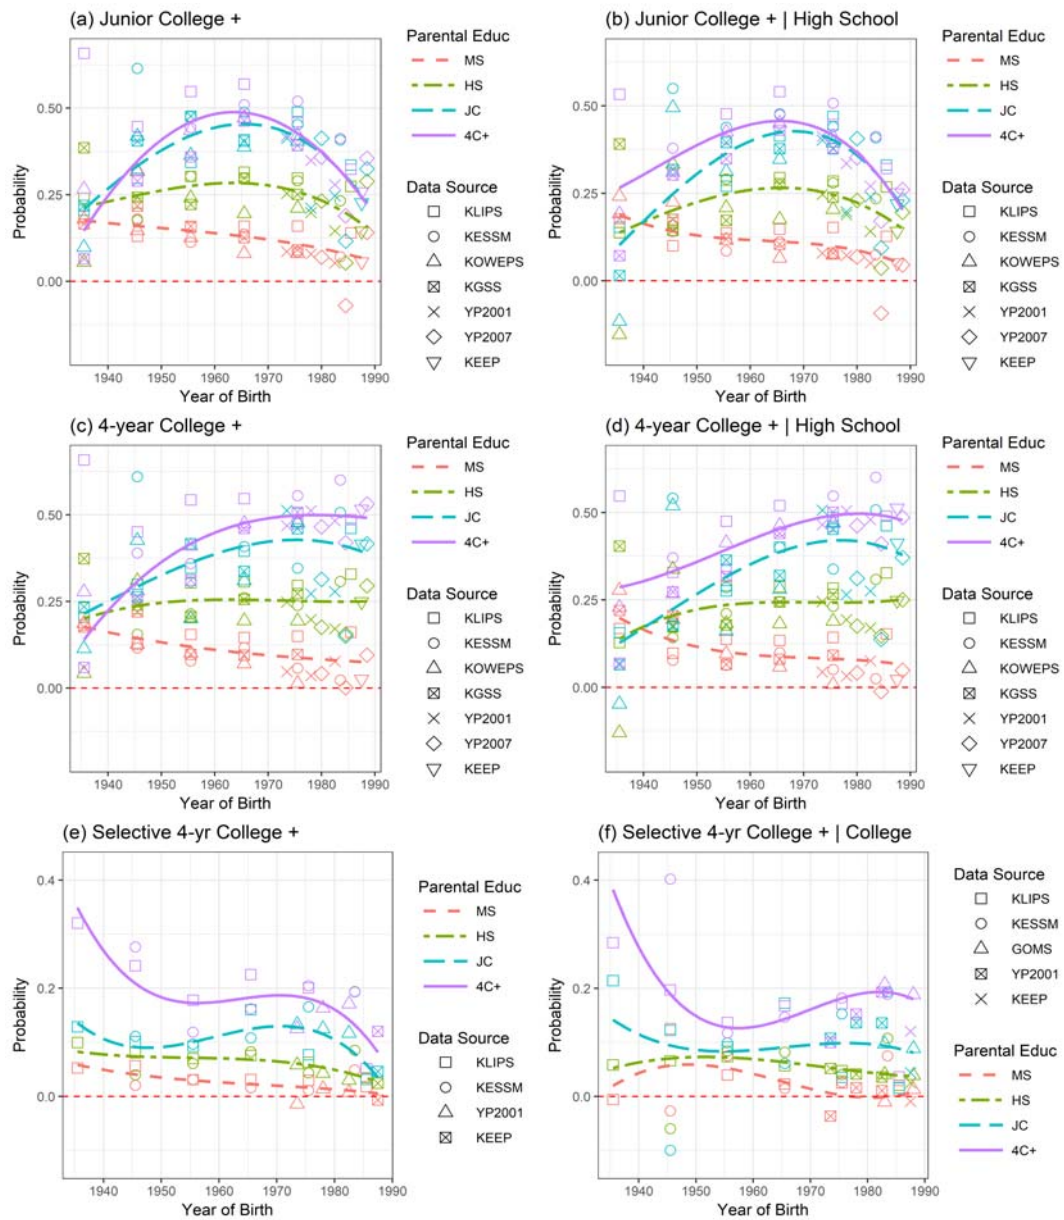 (a) Junior College +
Probability
0.50
0.25
0.00
1940 1950 1960 1970 1980 1990
Year of Birth
Parental Educ
MS
HS
JC
4C+
Data Source
KLIPS
KESSM
KOWEPS
KGSS
YP2001
YP2007
KEEP
(b) Junior College + | High School
Probability
0.50
0.25
0.00
1940 1950 1960 1970 1980 1990
Year of Birth
Parental Educ
MS
HS
JC
4C+
Data Source
KLIPS
KESSM
KOWEPS
KGSS
YP2001
YP2007
KEEP
(c) 4-year College +
Probability
0.50
0.25
0.00
1940 1950 1960 1970 1980 1990
Year of Birth
Parental Educ
MS
HS
JC
4C+
Data Source
KLIPS
KESSM
KOWEPS
KGSS
YP2001
YP2007
KEEP
(d) 4-year College + | High School
Probability
0.50
0.25
0.00
1940 1950 1960 1970 1980 1990
Year of Birth
Parental Educ
MS
HS
JC
4C+
Data Source
KLIPS
KESSM
KOWEPS
KGSS
YP2001
YP2007
KEEP
(e) Selective 4-yr College +
Probability
0.4
0.2
0.0
1940 1950 1960 1970 1980 1990
Year of Birth
Parental Educ
MS
HS
JC
4C+
Data Source
KLIPS
KESSM
YP2001
KEEP
(f) Selective 4-yr College + | College
Probability
0.4
0.2
0.0
1940 1950 1960 1970 1980 1990
Year of Birth
Data Source
KLIPS
KESSM
GOMS
YP2001
KEEP
Parental Educ
MS
HS
JC
4C+